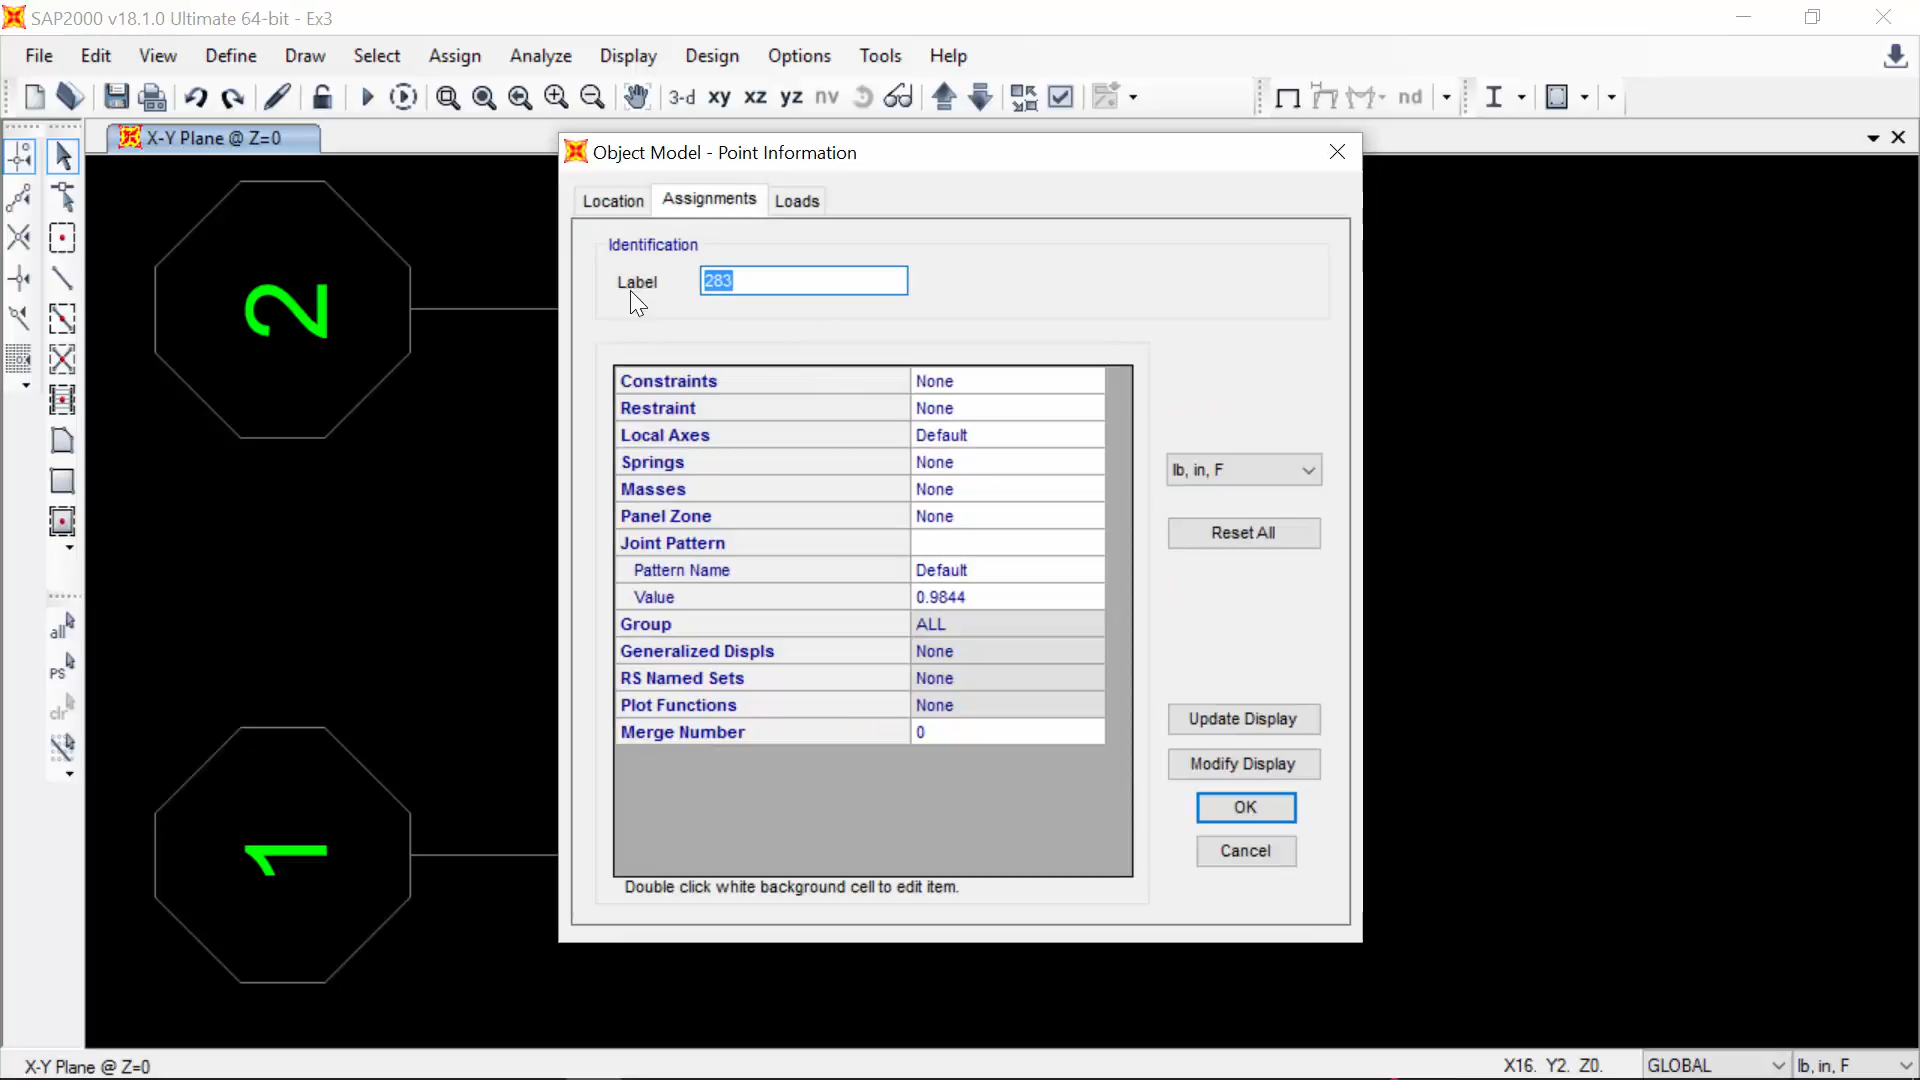 SAP2000 v18.1.0 Ultimate 64-bit - Ex3
File Edit View Define Draw Select Assign Analyze Display Design Options Tools Help
3-d xy xz yz nv nd
X-Y Plane @ Z=0
Object Model - Point Information
Location Assignments Loads
Identification
Label 283
Constraints None
Restraint None
Local Axes Default
Springs None
Masses None
Panel Zone None
Joint Pattern
Pattern Name Default
Value 0.9844
Group ALL
Generalized Displs None
RS Named Sets None
Plot Functions None
Merge Number 0
Double click white background cell to edit item.
lb, in, F
Reset All
Update Display
Modify Display
OK
Cancel
2
1
all
PS
clr
X-Y Plane @ Z=0
X16. Y2. Z0.
GLOBAL
lb, in, F